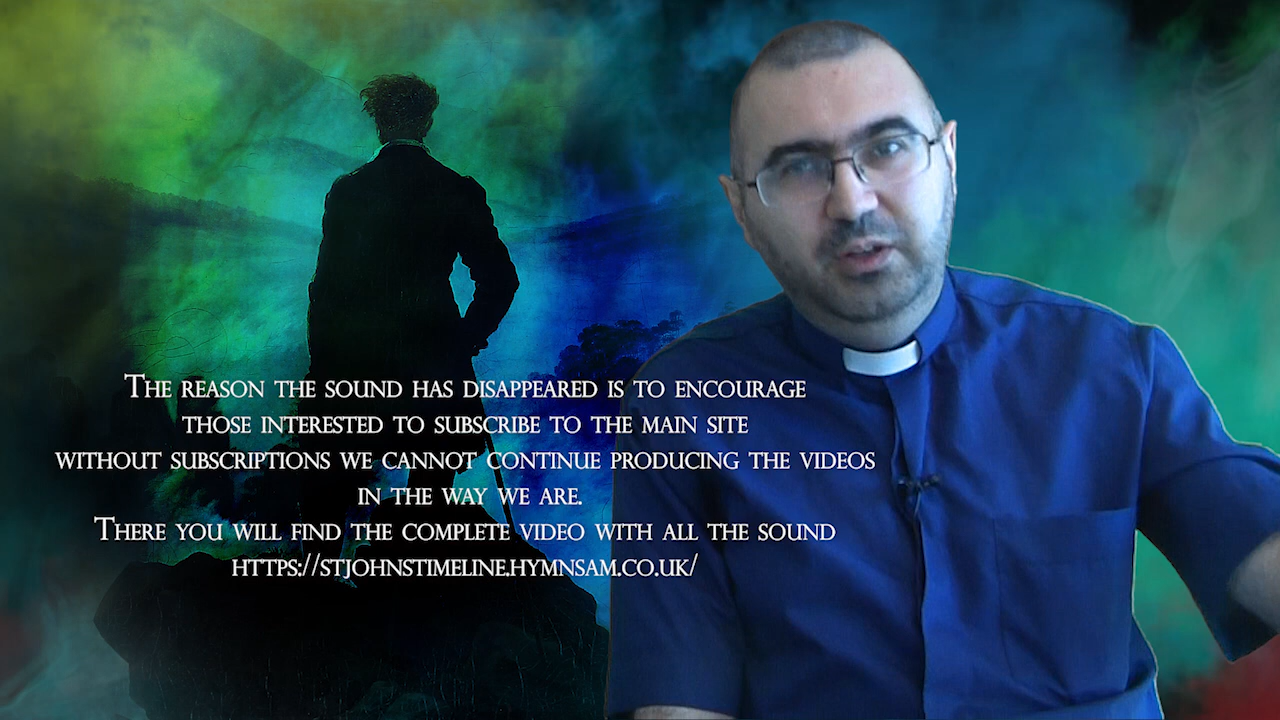 The reason the sound has disappeared is to encourage
those interested to subscribe to the main site
without subscriptions we cannot continue producing the videos
in the way we are.
There you will find the complete video with all the sound
https://stjohnstimeline.hymnsam.co.uk/